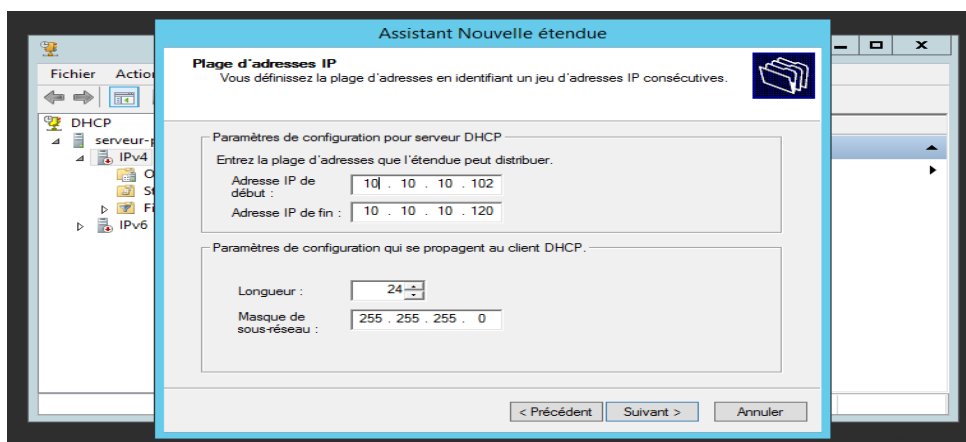 Assistant Nouvelle étendue
Fichier Action
Plage d'adresses IP
Vous définissez la plage d'adresses en identifiant un jeu d'adresses IP consécutives.
DHCP
IPv4
IPv6
Paramètres de configuration pour serveur DHCP
Entrez la plage d'adresses que l'étendue peut distribuer.
Adresse IP de début : 10 . 10 . 10 . 102
Adresse IP de fin : 10 . 10 . 10 . 120
Paramètres de configuration qui se propagent au client DHCP.
Longueur : 24
Masque de sous-réseau : 255 . 255 . 255 . 0
< Précédent Suivant > Annuler